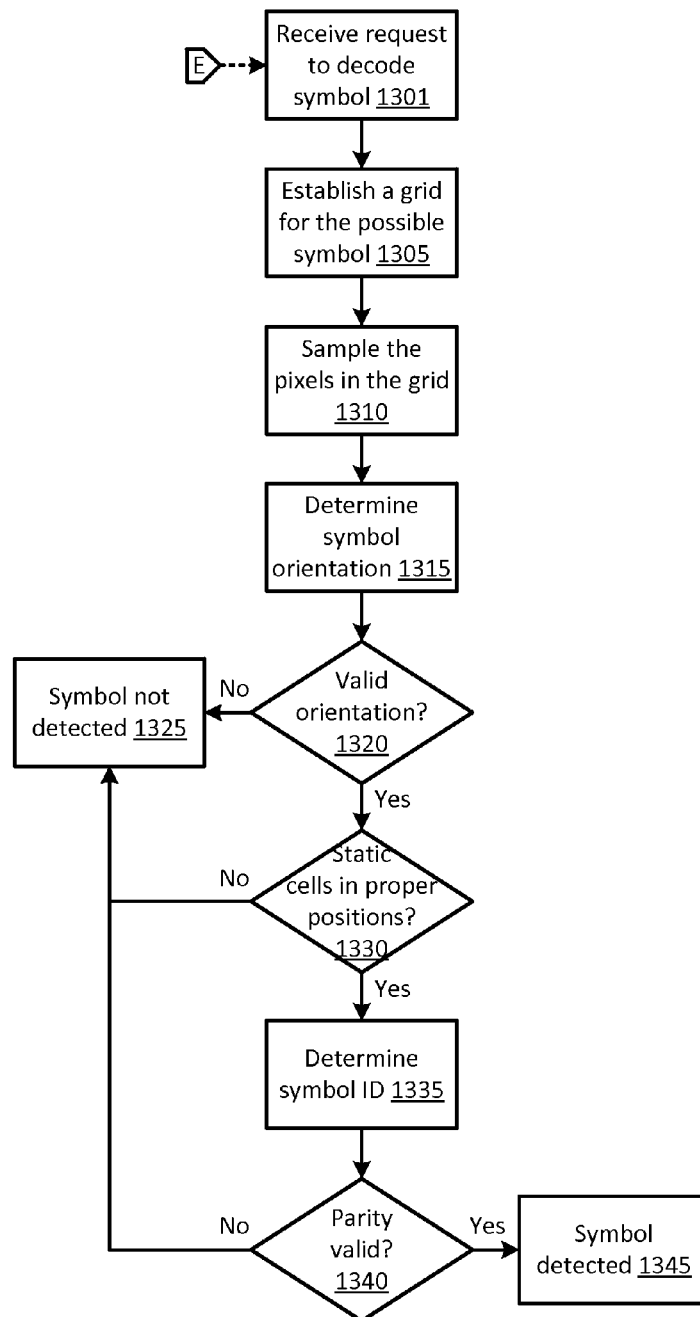 Receive request
E
to decode
symbol 1301
Establish a grid
for the possible
symbol 1305
Sample the
pixels in the grid
1310
Determine
symbol
orientation 1315
Valid
orientation?
1320
No
Symbol not
detected 1325
Yes
Static
cells in proper
positions?
1330
No
Yes
Determine
symbol ID 1335
Parity
valid?
1340
No
Yes
Symbol
detected 1345